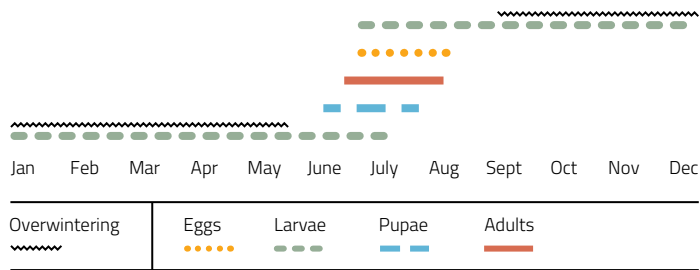 Jan Feb Mar Apr May June July Aug Sept Oct Nov Dec
Overwintering Eggs Larvae Pupae Adults